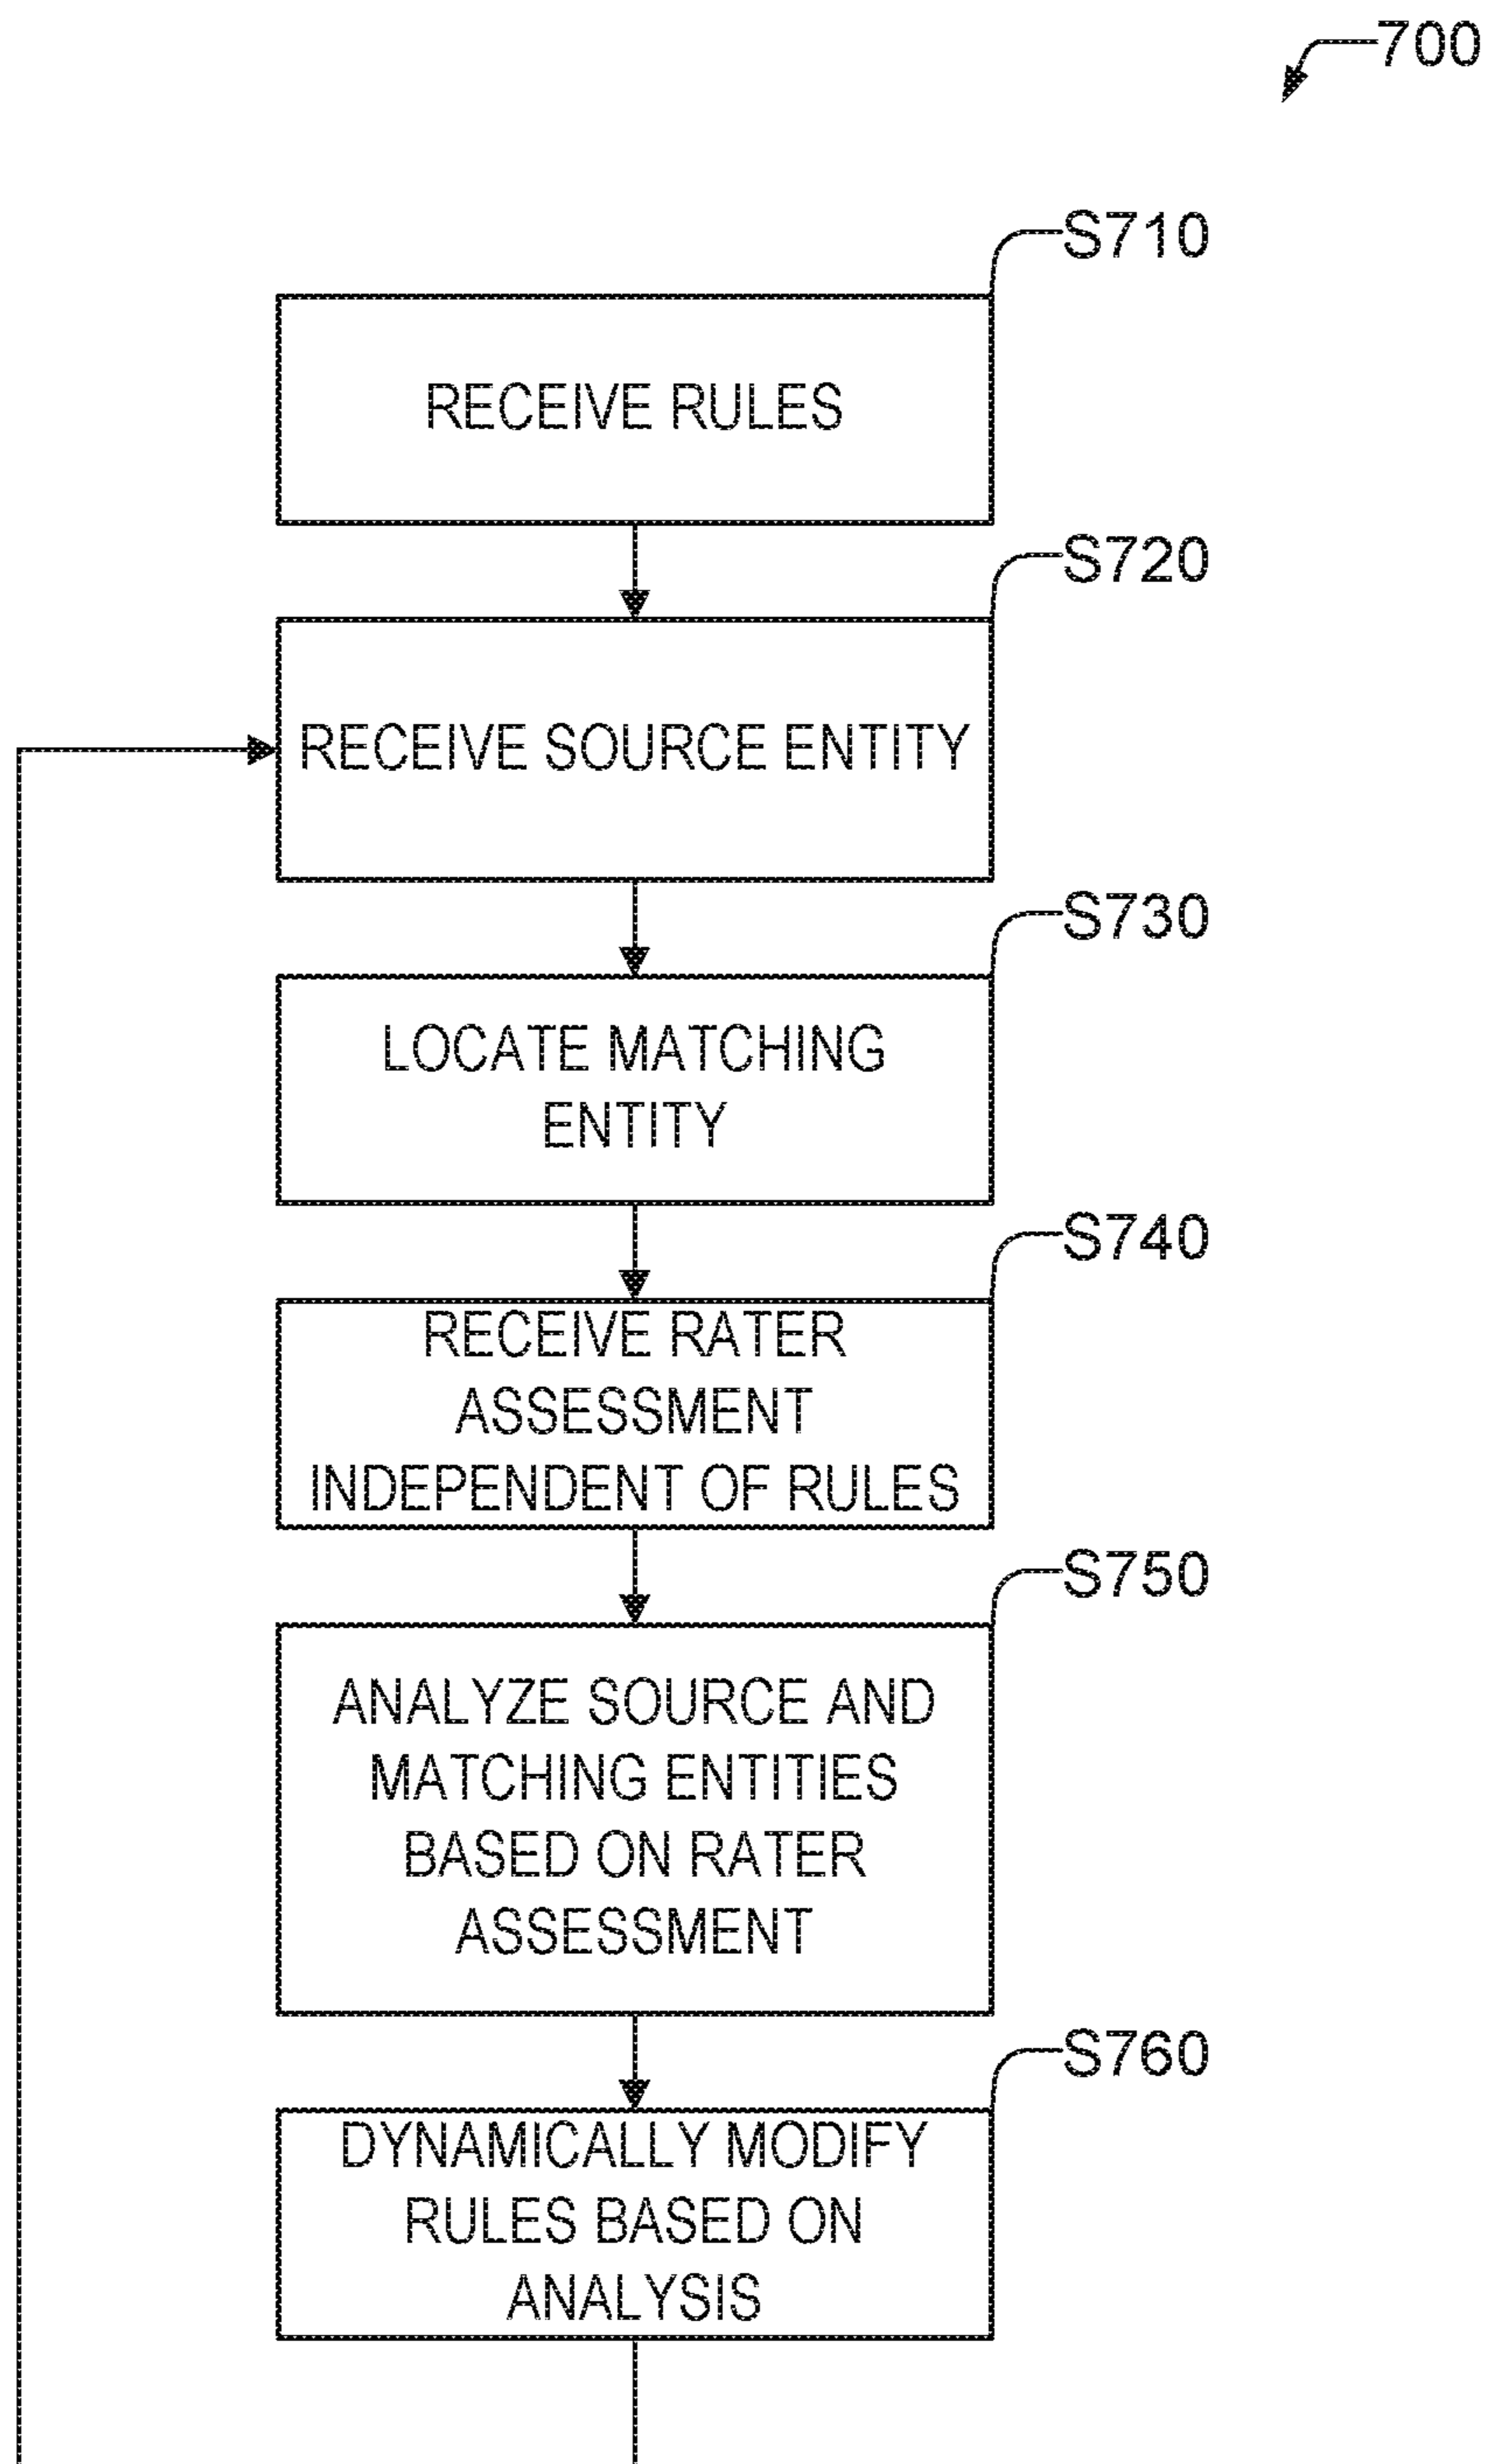 700
S710
RECEIVE RULES
S720
RECEIVE SOURCE ENTITY
S730
LOCATE MATCHING
ENTITY
S740
RECEIVE RATER
ASSESSMENT
INDEPENDENT OF RULES
S750
ANALYZE SOURCE AND
MATCHING ENTITIES
BASED ON RATER
ASSESSMENT
S760
DYNAMICALLY MODIFY
RULES BASED ON
ANALYSIS